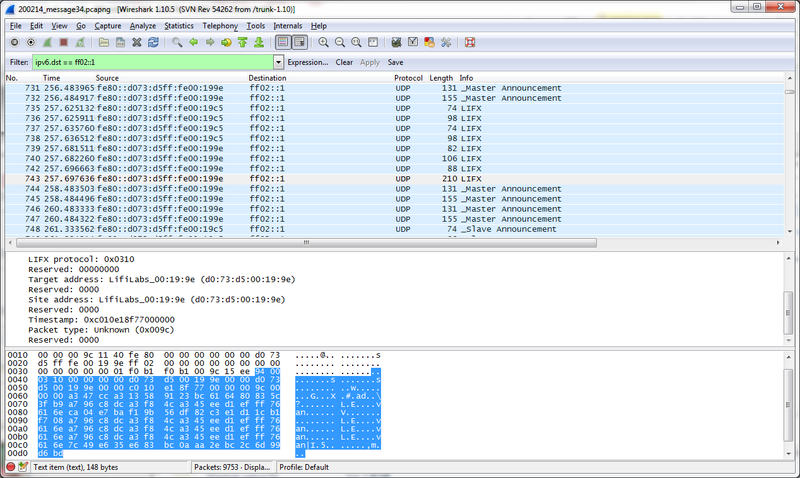 200214_message34.pcapng [Wireshark 1.10.5 (SVN Rev 54262 from /trunk-1.10)]
File Edit View Go Capture Analyze Statistics Telephony Tools Internals Help
Filter: ipv6.dst == ff02::1 Expression... Clear Apply Save
No. Time Source Destination Protocol Length Info
731 256.483965 fe80::d073:d5ff:fe00:199e ff02::1 UDP 131 _Master Announcement
732 256.484917 fe80::d073:d5ff:fe00:199e ff02::1 UDP 155 _Master Announcement
735 257.625132 fe80::d073:d5ff:fe00:19c5 ff02::1 UDP 74 LIFX
736 257.625911 fe80::d073:d5ff:fe00:19c5 ff02::1 UDP 98 LIFX
737 257.635760 fe80::d073:d5ff:fe00:19c5 ff02::1 UDP 74 LIFX
738 257.636512 fe80::d073:d5ff:fe00:19c5 ff02::1 UDP 98 LIFX
739 257.681511 fe80::d073:d5ff:fe00:19c5 ff02::1 UDP 82 LIFX
740 257.682260 fe80::d073:d5ff:fe00:19c5 ff02::1 UDP 106 LIFX
742 257.696663 fe80::d073:d5ff:fe00:199e ff02::1 UDP 88 LIFX
743 257.697636 fe80::d073:d5ff:fe00:199e ff02::1 UDP 210 LIFX
744 258.483503 fe80::d073:d5ff:fe00:199e ff02::1 UDP 131 _Master Announcement
745 258.484496 fe80::d073:d5ff:fe00:199e ff02::1 UDP 155 _Master Announcement
746 260.483333 fe80::d073:d5ff:fe00:199e ff02::1 UDP 131 _Master Announcement
747 260.484322 fe80::d073:d5ff:fe00:199e ff02::1 UDP 155 _Master Announcement
748 261.333562 fe80::d073:d5ff:fe00:19c5 ff02::1 UDP 74 _Slave Announcement
LIFX protocol: 0x0310
Reserved: 00000000
Target address: LifiLabs_00:19:9e (d0:73:d5:00:19:9e)
Reserved: 0000
Site address: LifiLabs_00:19:9e (d0:73:d5:00:19:9e)
Reserved: 0000
Timestamp: 0xc010e18f77000000
Packet type: Unknown (0x009c)
Reserved: 0000
0010 00 00 00 9c 11 40 fe 80 00 00 00 00 00 00 d0 73 .....@.. .......s
0020 d5 ff fe 00 19 9e ff 02 00 00 00 00 00 00 00 00 ........ ........
0030 00 00 00 00 00 01 f0 b1 f0 b1 00 9c 15 ee 94 00 ........ ........
0040 03 10 00 00 00 00 d0 73 d5 00 19 9e 00 00 d0 73 .......s .......s
0050 d5 00 19 9e 00 00 c0 10 e1 8f 77 00 00 00 9c 00 ........ ..w.....
0060 00 00 a3 47 cc a3 13 58 91 23 bc 61 64 80 83 5c ...G...X .#.ad..\
0070 3f b9 a7 96 c8 dc a3 f8 4c a3 45 ee d1 ef ff 76 ?....... L.E....v
0080 61 6e ca 04 e7 ba f1 9b 56 df 82 c3 e1 d1 1c b1 an...... V.......
0090 f7 08 a7 96 c8 dc a3 f8 4c a3 45 ee d1 ef ff 76 ........ L.E....v
00a0 61 6e a7 96 c8 dc a3 f8 4c a3 45 ee d1 ef ff 76 an...... L.E....v
00b0 61 6e a7 96 c8 dc a3 f8 4c a3 45 ee d1 ef ff 76 an...... L.E....v
00c0 61 6e 7c 49 e6 35 e6 83 bc 0a aa 2e bc 2c 6d 99 an|I.5.. .....,m.
00d0 d6 bd ..
Text item (text), 148 bytes Packets: 9753 · Displa... Profile: Default